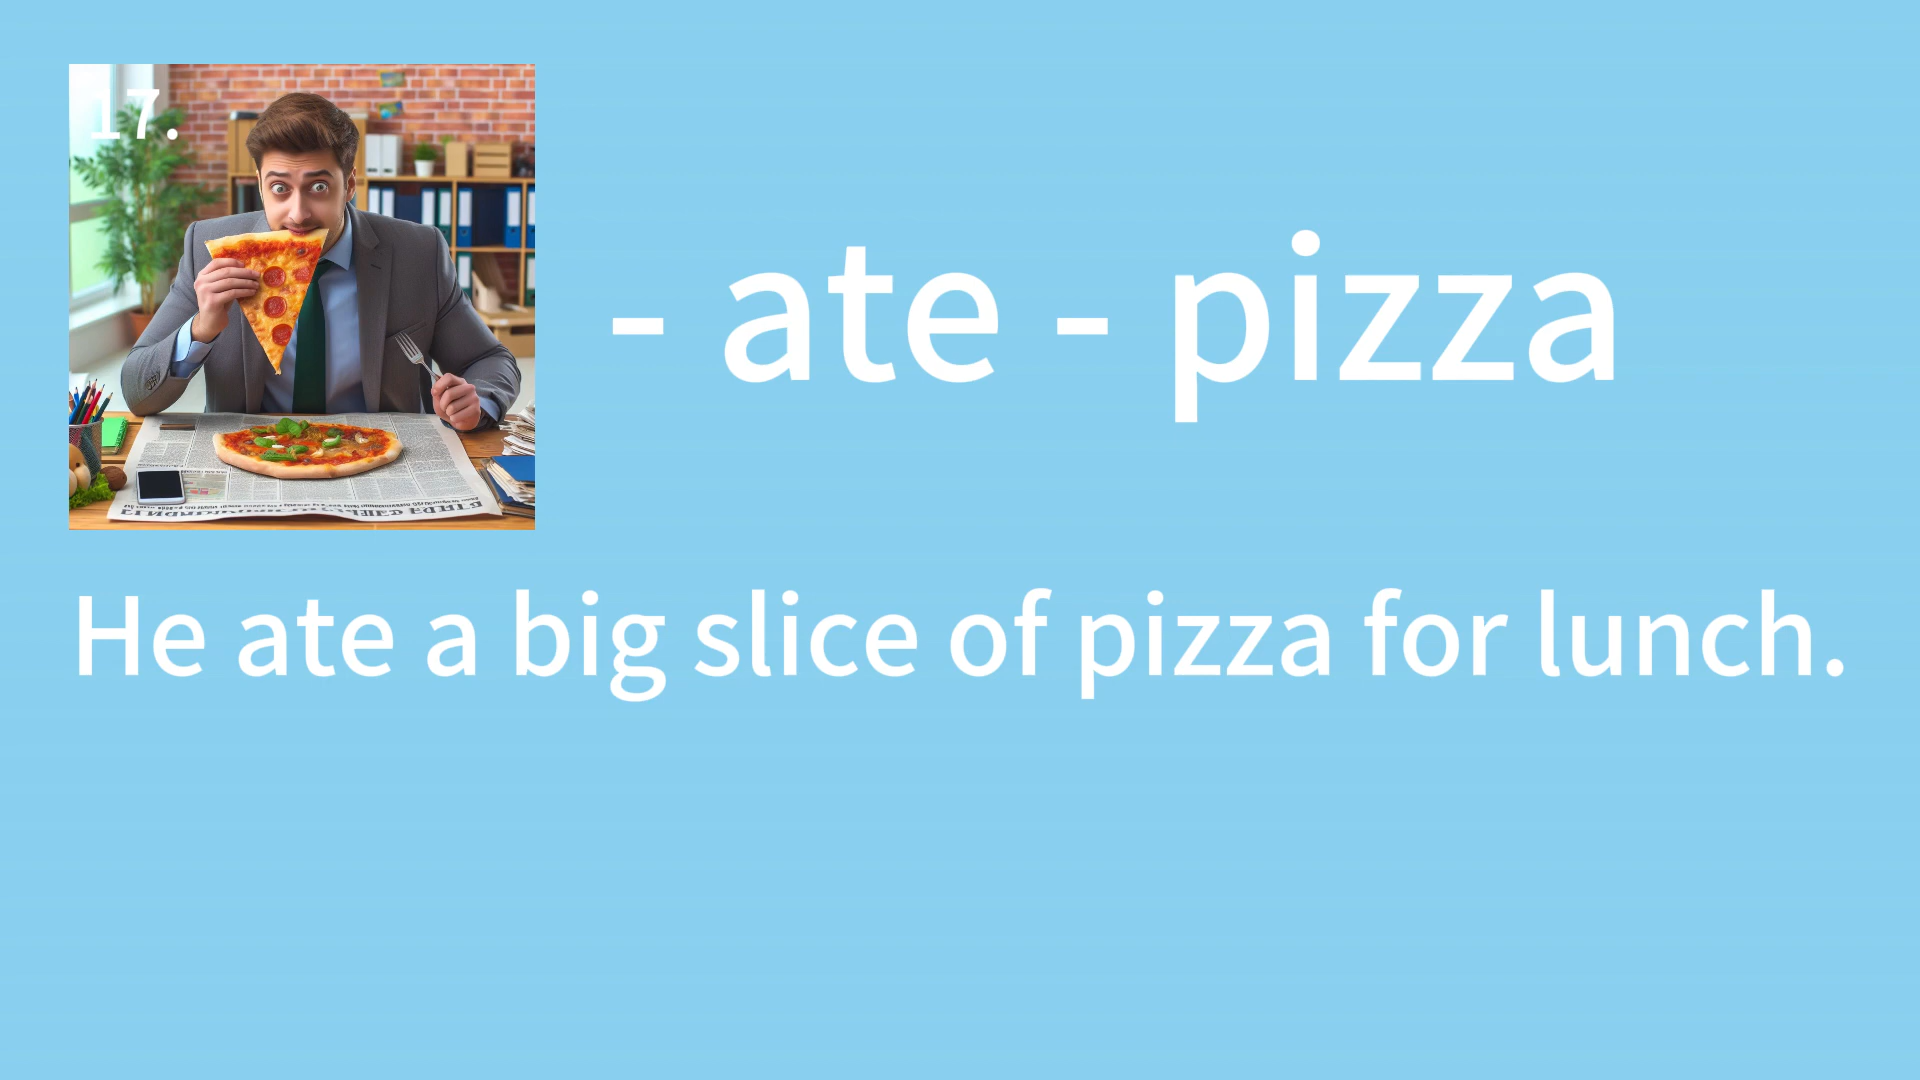 17.
- ate - pizza
He ate a big slice of pizza for lunch.